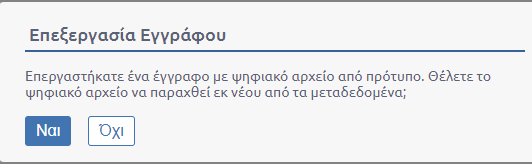 Επεξεργασία Εγγράφου
Επεργαστήκατε ένα έγγραφο με ψηφιακό αρχείο από πρότυπο. Θέλετε το
ψηφιακό αρχείο να παραχθεί εκ νέου από τα μεταδεδομένα;
Ναι Όχι